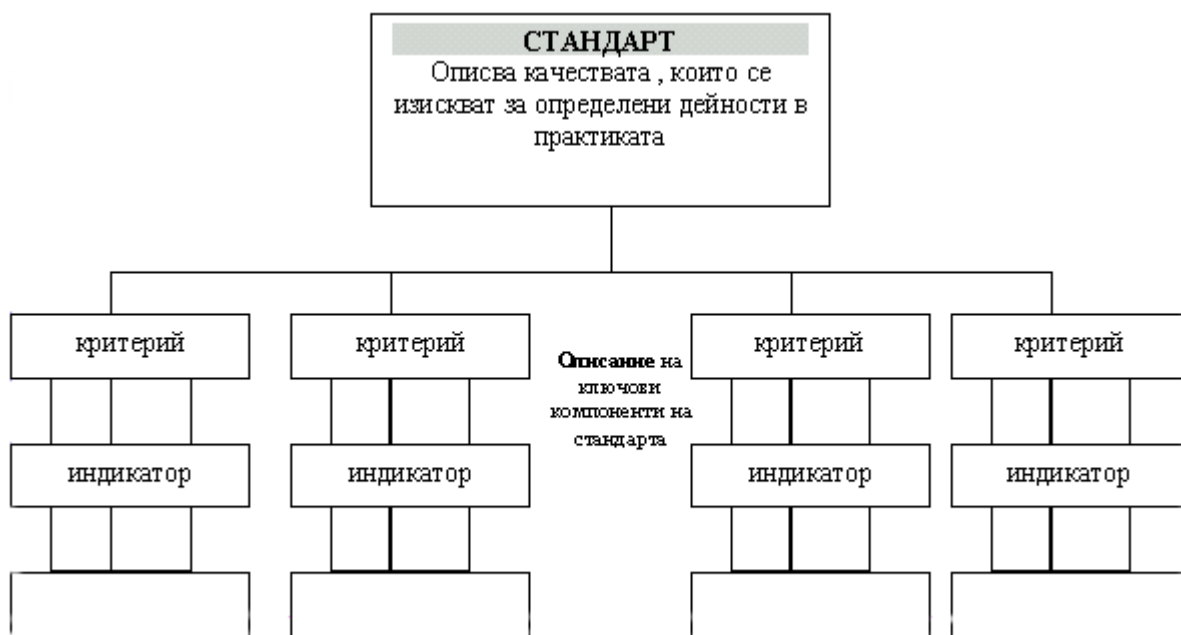 СТАНДАРТ
Описва качествата , които се
изискват за определени дейности в
практиката
критерий
критерий
критерий
критерий
Описание на
ключови
компоненти на
стандарта
индикатор
индикатор
индикатор
индикатор